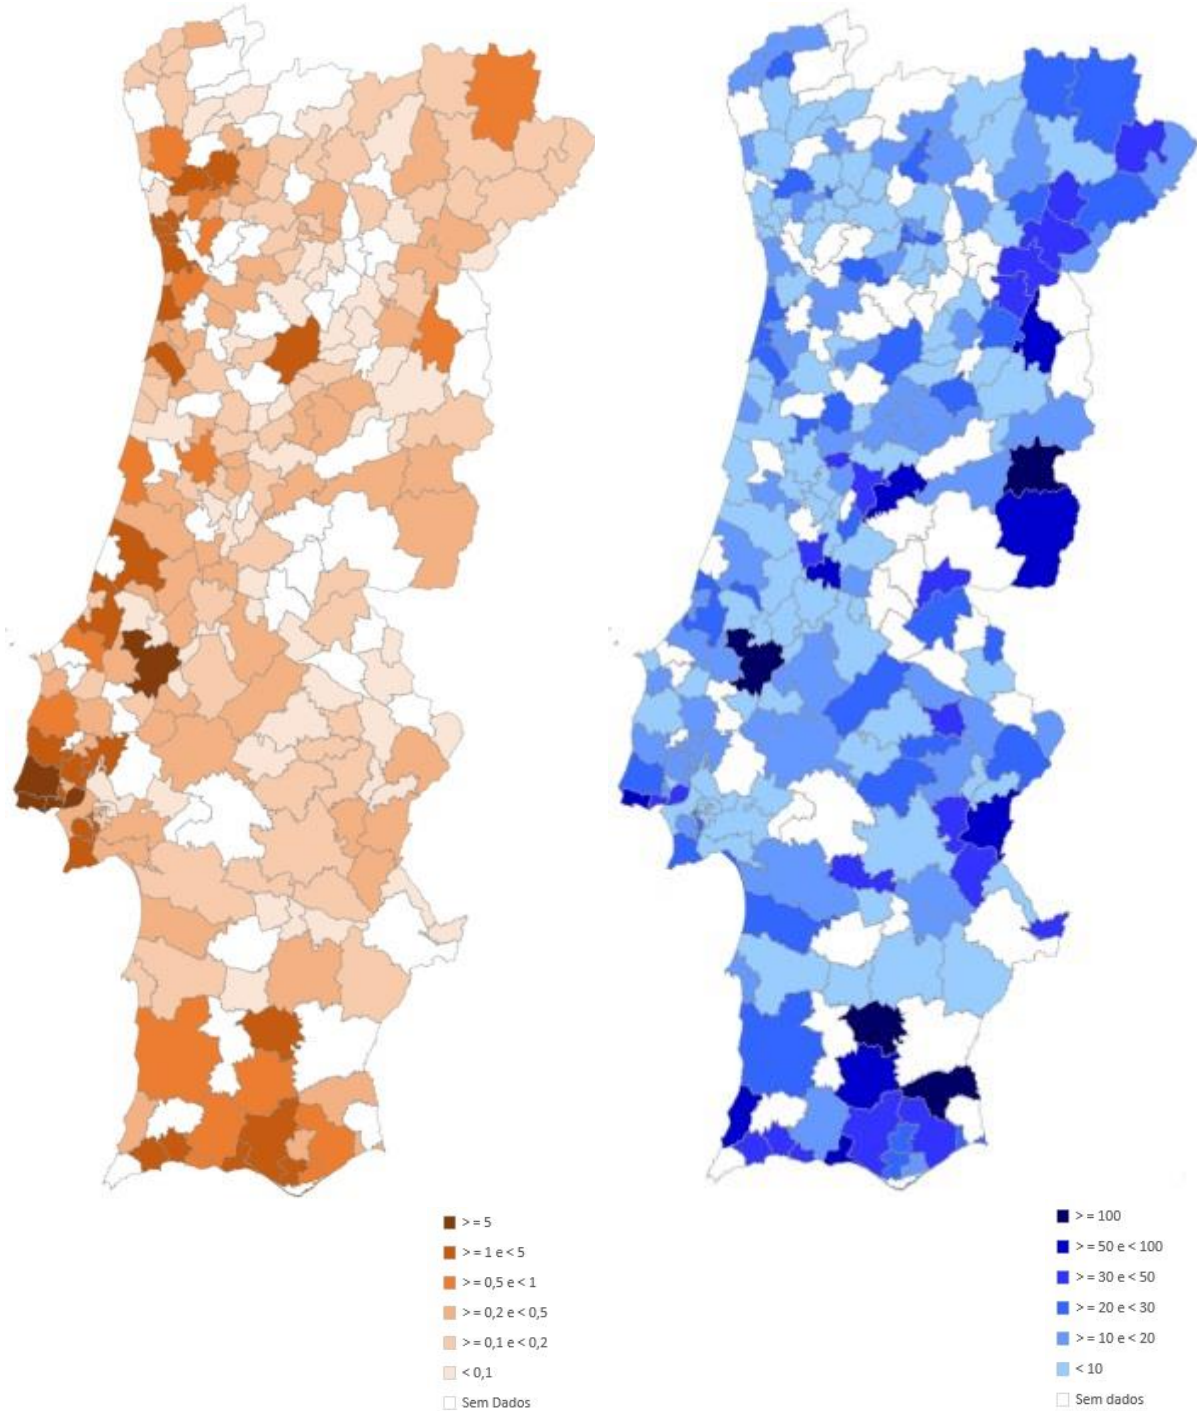 > = 5
> = 1 e < 5
> = 0,5 e < 1
> = 0,2 e < 0,5
> = 0,1 e < 0,2
< 0,1
Sem Dados
> = 100
> = 50 e < 100
> = 30 e < 50
> = 20 e < 30
> = 10 e < 20
< 10
Sem dados